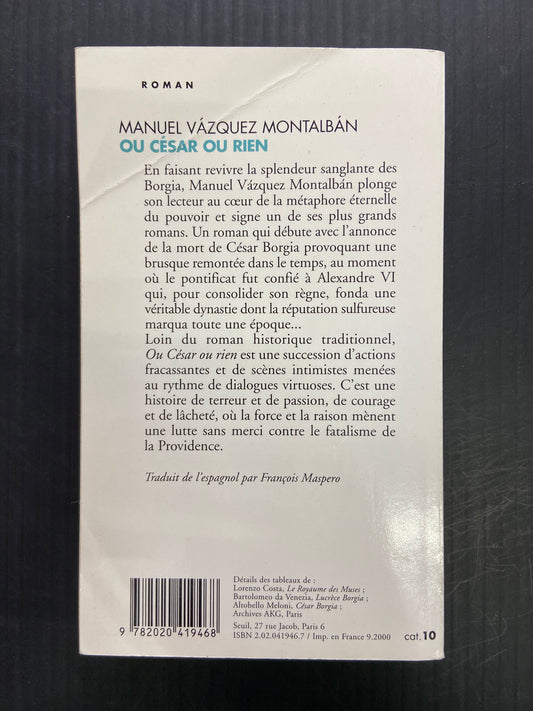 ROMAN
MANUEL VÁZQUEZ MONTALBÁN
OU CÉSAR OU RIEN
En faisant revivre la splendeur sanglante des
Borgia, Manuel Vázquez Montalbán plonge
son lecteur au cœur de la métaphore éternelle
du pouvoir et signe un de ses plus grands
romans. Un roman qui débute avec l'annonce
de la mort de César Borgia provoquant une
brusque remontée dans le temps, au moment
où le pontificat fut confié à Alexandre VI
qui, pour consolider son règne, fonda une
véritable dynastie dont la réputation sulfureuse
marqua toute une époque...
Loin du roman historique traditionnel,
Ou César ou rien est une succession d'actions
fracassantes et de scènes intimistes menées
au rythme de dialogues virtuoses. C'est une
histoire de terreur et de passion, de courage
et de lâcheté, où la force et la raison mènent
une lutte sans merci contre le fatalisme de
la Providence.
Traduit de l'espagnol par François Maspero
Détails des tableaux de :
Lorenzo Costa, Le Royaume des Muses ;
Bartolomeo da Venezia, Lucrèce Borgia ;
Altobello Meloni, César Borgia ;
Archives AKG, Paris
Seuil, 27 rue Jacob, Paris 6
ISBN 2.02.041946.7 / Imp. en France 9.2000
9 782020 419468
cat.10